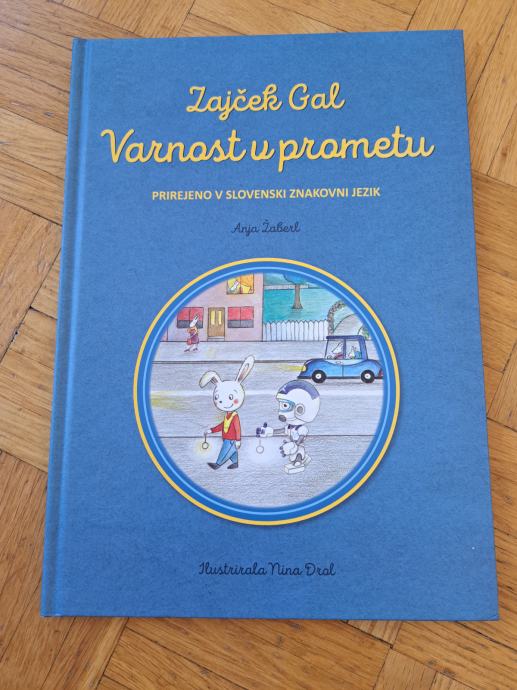 Zajček Gal
Varnost v prometu
PRIREJENO V SLOVENSKI ZNAKOVNI JEZIK
Anja Žaberl
Ilustrirala Nina Drol